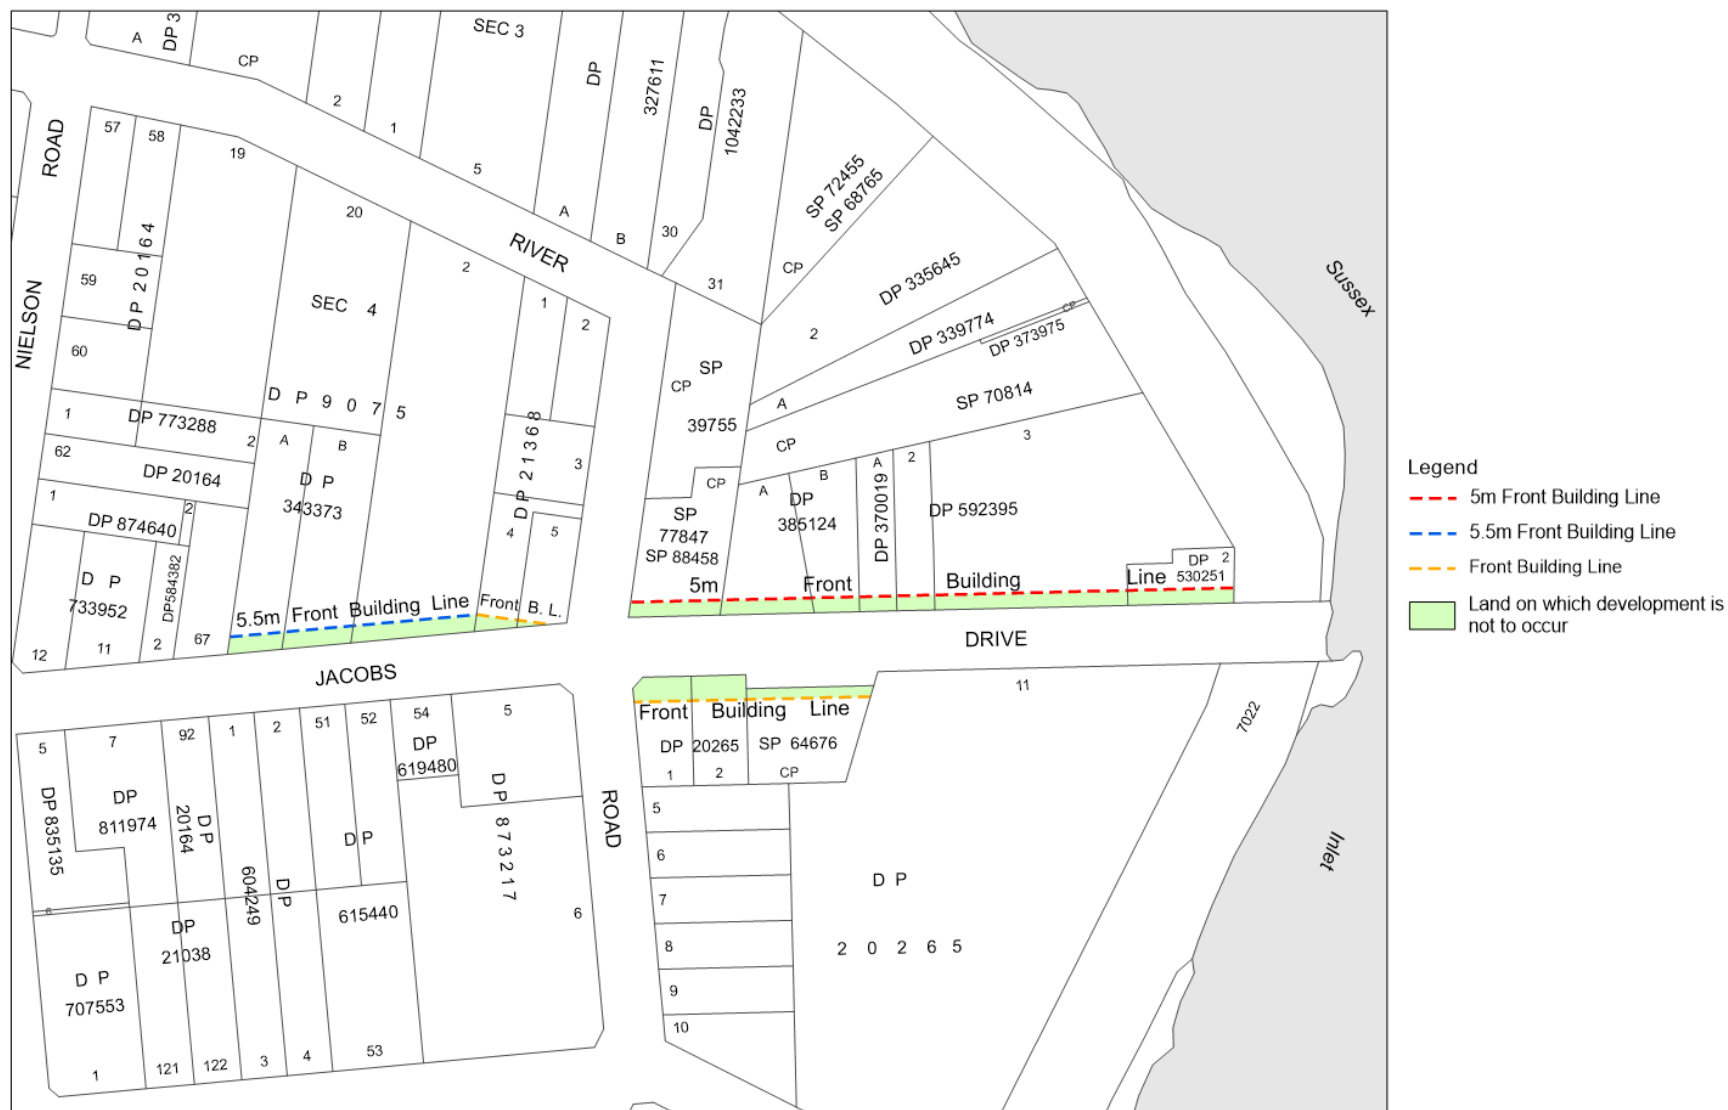 A
DP 3
CP
2
1
SEC 3
5
DP
A
327611
B
DP
1042233
30
31
ROAD
57
58
19
20
2
RIVER
DP 20164
59
60
NIELSON
SEC 4
DP 9075
1
DP 773288
2
62
DP 20164
1
DP 874640
2
A
B
DP
343373
DP 21368
1
2
3
4
5
DP
733952
12
11
DP584382
2
67
SP 72455
SP 68765
CP
2
DP 335645
DP 339774
CP
DP 373975
SP 70814
A
CP
SP
CP
39755
CP
SP
77847
SP 88458
A
B
DP
385124
A
DP 370019
2
3
DP 592395
DP 2
530251
5m Front Building Line
5.5m Front Building Line
Front B. L.
JACOBS
DRIVE
Sussex
Inlet
7022
11
Front Building Line
DP 20265
SP 64676
1
2
CP
ROAD
5
6
7
8
9
10
DP
20265
5
7
92
1
2
51
52
54
5
DP
619480
DP 835135
DP
811974
20164
DP
604249
DP
DP
615440
DP 873217
6
6
DP
21038
DP
707553
1
121
122
3
4
53
Legend
5m Front Building Line
5.5m Front Building Line
Front Building Line
Land on which development is
not to occur